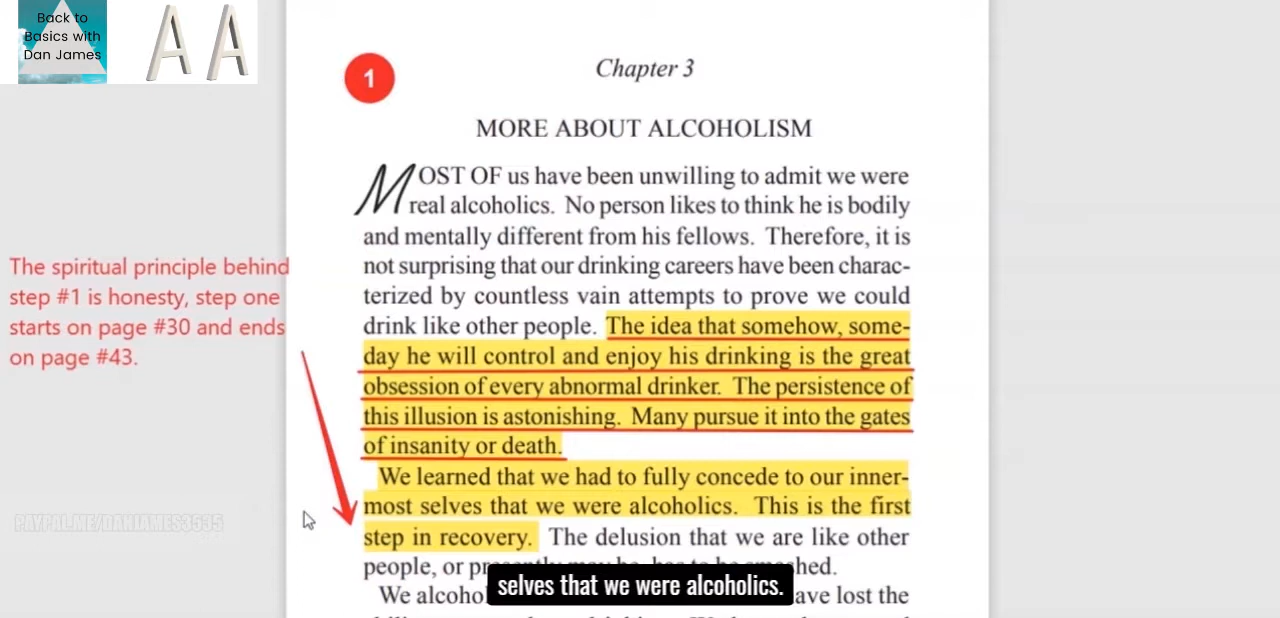 Back to
Basics with
Dan James
A A
1
Chapter 3
MORE ABOUT ALCOHOLISM
MOST OF us have been unwilling to admit we were
real alcoholics. No person likes to think he is bodily
and mentally different from his fellows. Therefore, it is
not surprising that our drinking careers have been charac-
terized by countless vain attempts to prove we could
drink like other people. The idea that somehow, some-
day he will control and enjoy his drinking is the great
obsession of every abnormal drinker. The persistence of
this illusion is astonishing. Many pursue it into the gates
of insanity or death.
We learned that we had to fully concede to our inner-
most selves that we were alcoholics. This is the first
step in recovery. The delusion that we are like other
people, or
We
ave lost the
The spiritual principle behind
step #1 is honesty, step one
starts on page #30 and ends
on page #43.
PAYPAL.ME/DANJAMES3535
selves that we were alcoholics.